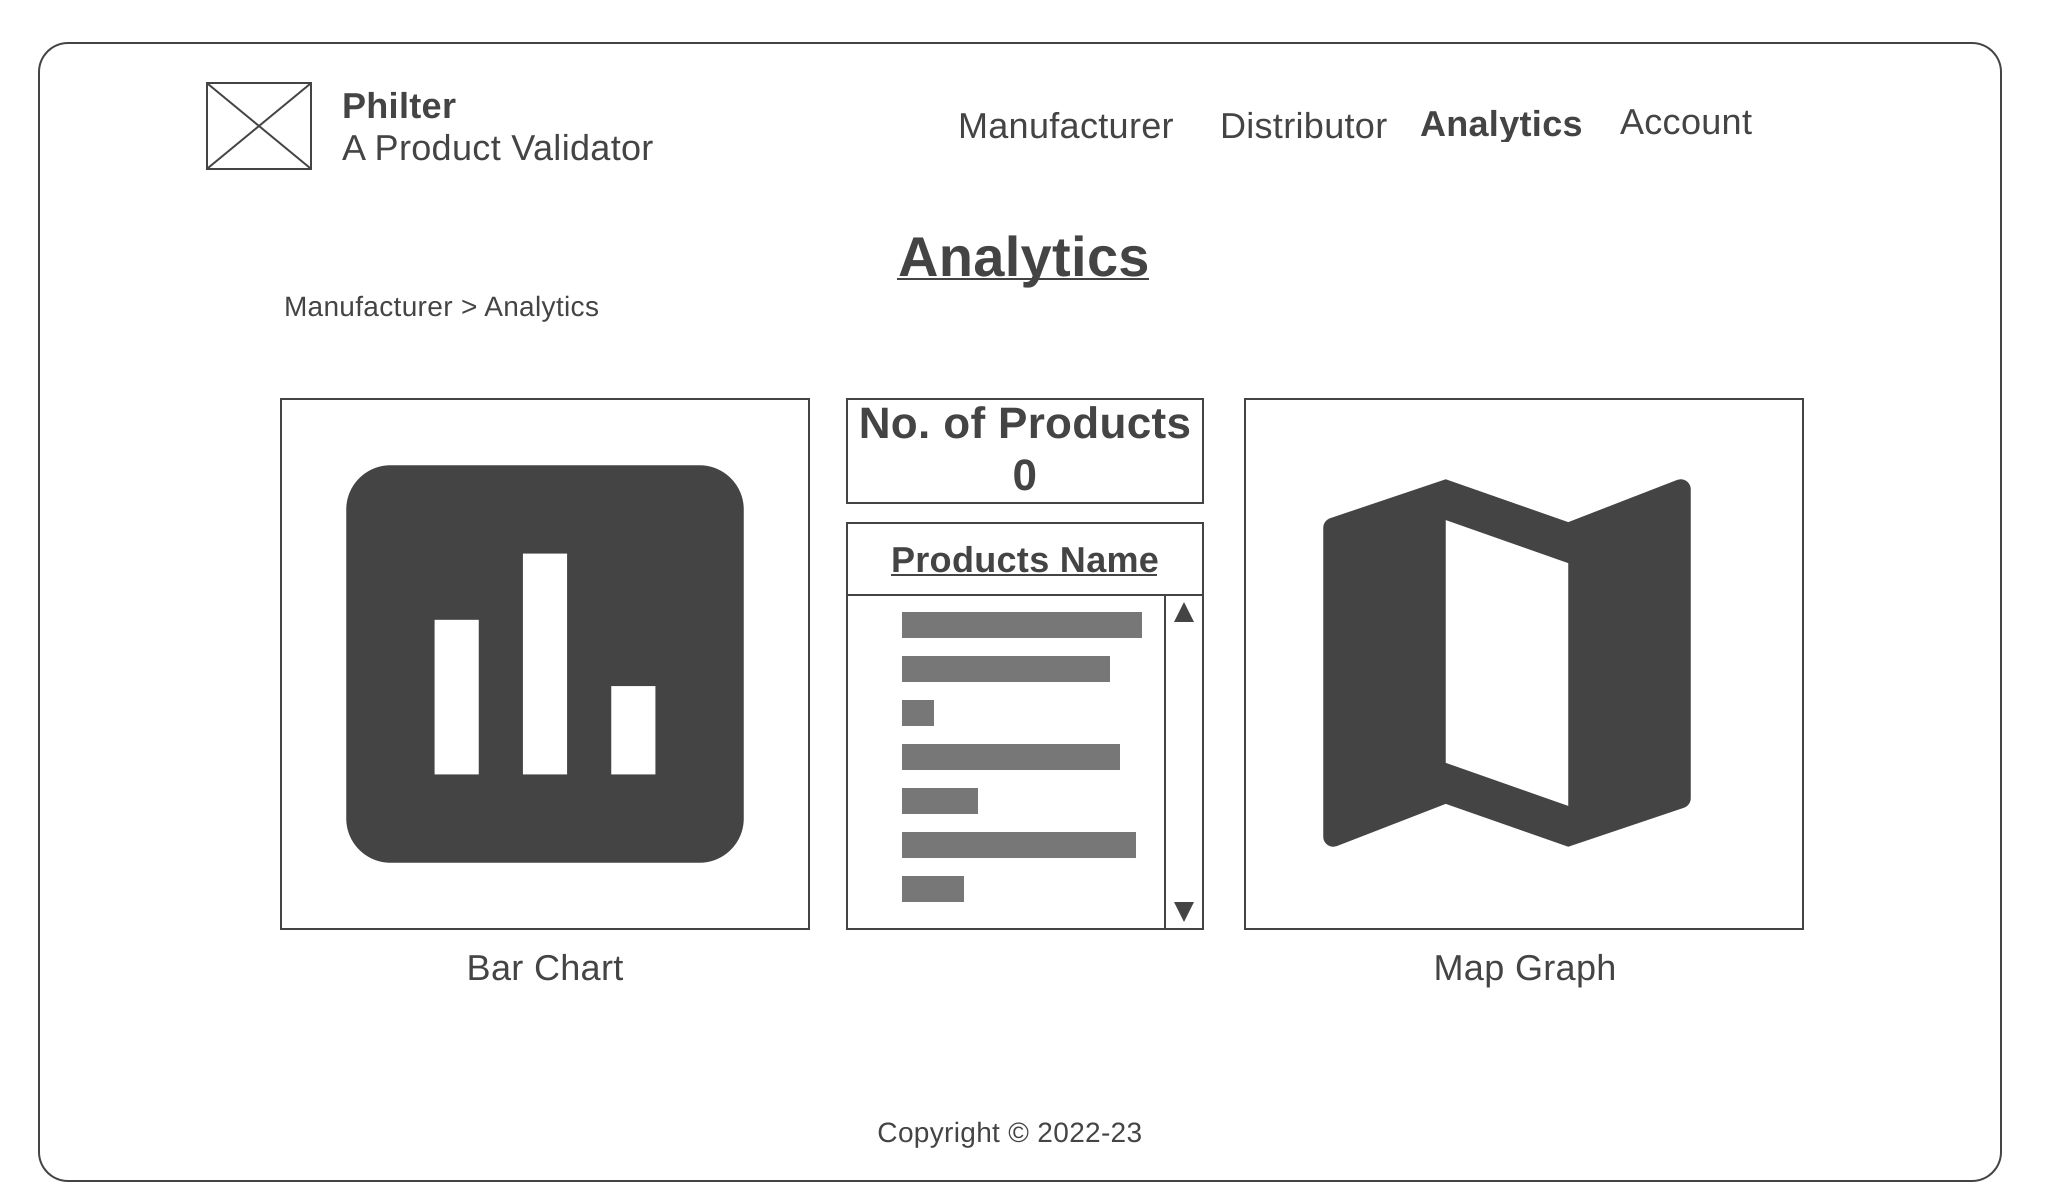 Philter
A Product Validator
Manufacturer Distributor Analytics Account
Analytics
Manufacturer > Analytics
No. of Products
0
Products Name
Bar Chart
Map Graph
Copyright © 2022-23